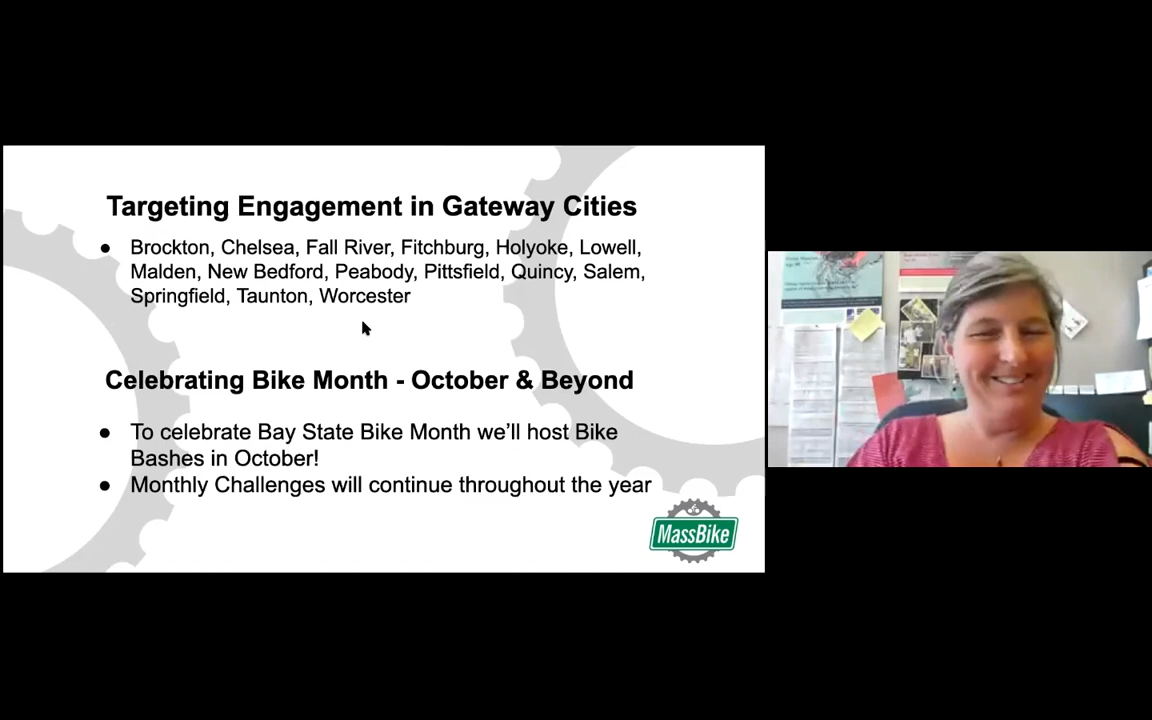 Targeting Engagement in Gateway Cities
● Brockton, Chelsea, Fall River, Fitchburg, Holyoke, Lowell,
Malden, New Bedford, Peabody, Pittsfield, Quincy, Salem,
Springfield, Taunton, Worcester
Celebrating Bike Month - October & Beyond
● To celebrate Bay State Bike Month we’ll host Bike
Bashes in October!
● Monthly Challenges will continue throughout the year
MassBike